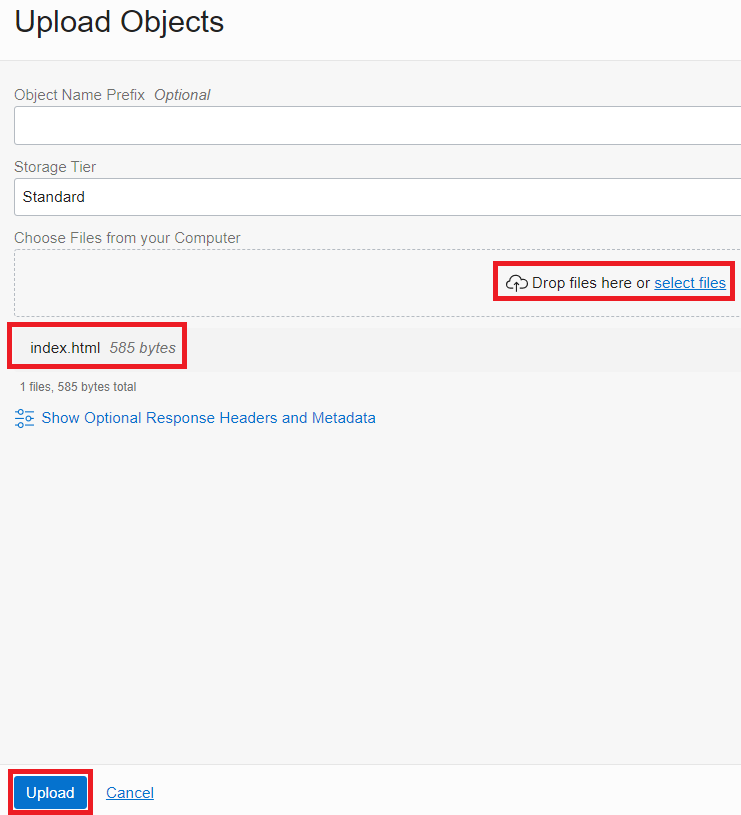 Upload Objects
Object Name Prefix Optional
Storage Tier
Standard
Choose Files from your Computer
Drop files here or select files
index.html 585 bytes
1 files, 585 bytes total
Show Optional Response Headers and Metadata
Upload Cancel